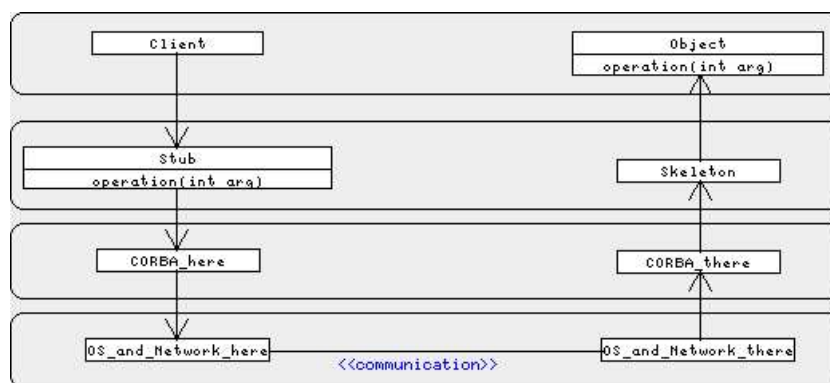 Client
Object
operation(int arg)
Stub
operation(int arg)
Skeleton
CORBA_here
CORBA_there
OS_and_Network_here
OS_and_Network_there
<<communication>>